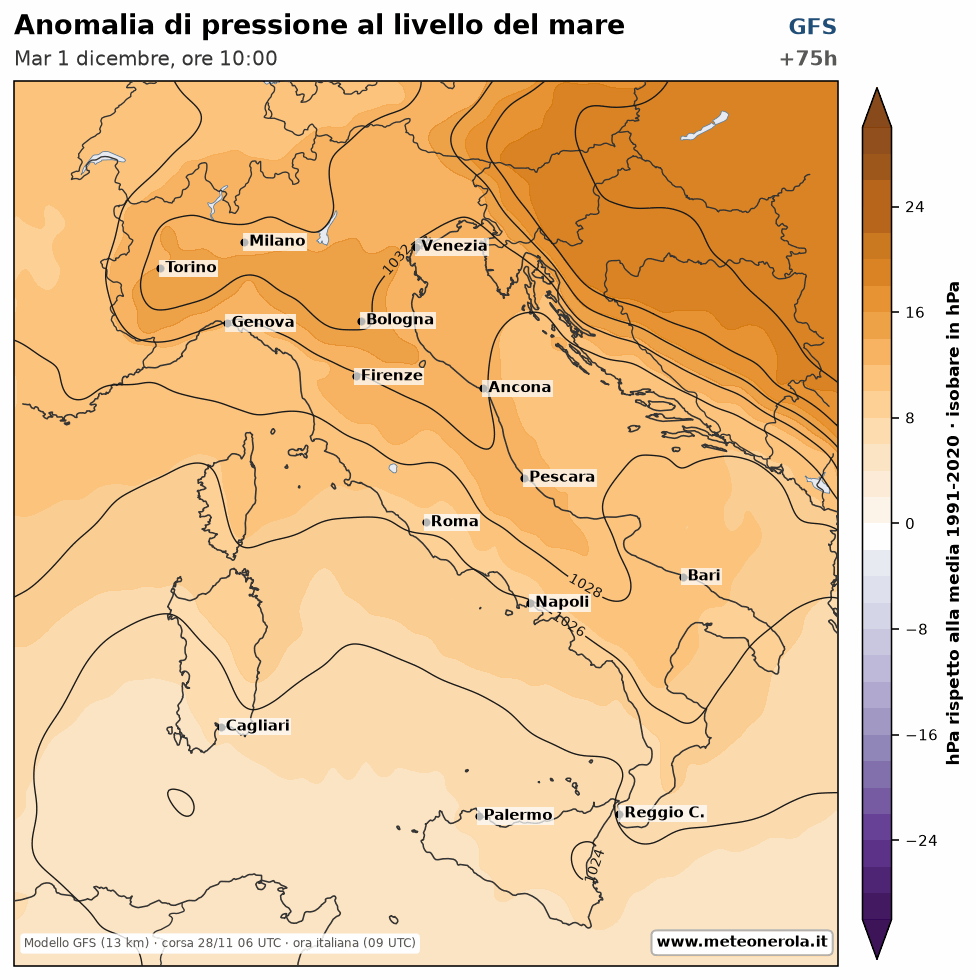 Anomalia di pressione al livello del mare
GFS
Mar 1 dicembre, ore 10:00
+75h
Milano
Venezia
1032
Torino
Genova
Bologna
Firenze
Ancona
Pescara
Roma
Bari
1028
Napoli
1026
Cagliari
Palermo
Reggio C.
1024
24
16
8
0
−8
−16
−24
hPa rispetto alla media 1991-2020 · isobare in hPa
Modello GFS (13 km) · corsa 28/11 06 UTC · ora italiana (09 UTC)
www.meteonerola.it